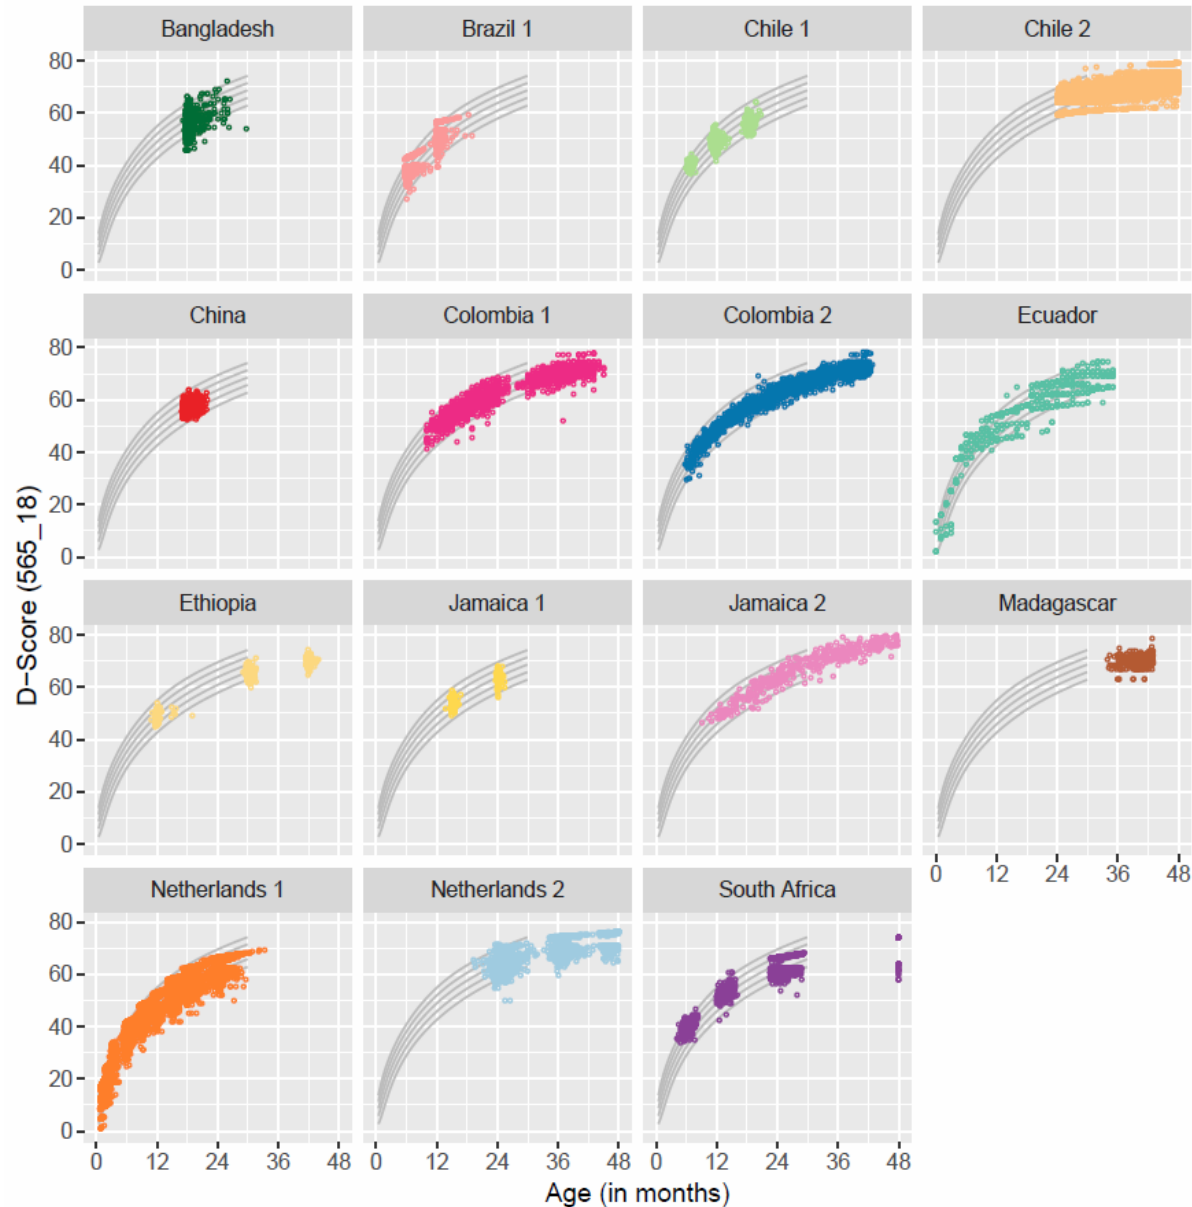 Bangladesh Brazil 1 Chile 1 Chile 2
80
60
40
20
0
China Colombia 1 Colombia 2 Ecuador
80
60
40
20
0
D-Score (565_18)
Ethiopia Jamaica 1 Jamaica 2 Madagascar
80
60
40
20
0
0 12 24 36 48
Netherlands 1 Netherlands 2 South Africa
80
60
40
20
0
0 12 24 36 48 0 12 24 36 48 0 12 24 36 48
Age (in months)